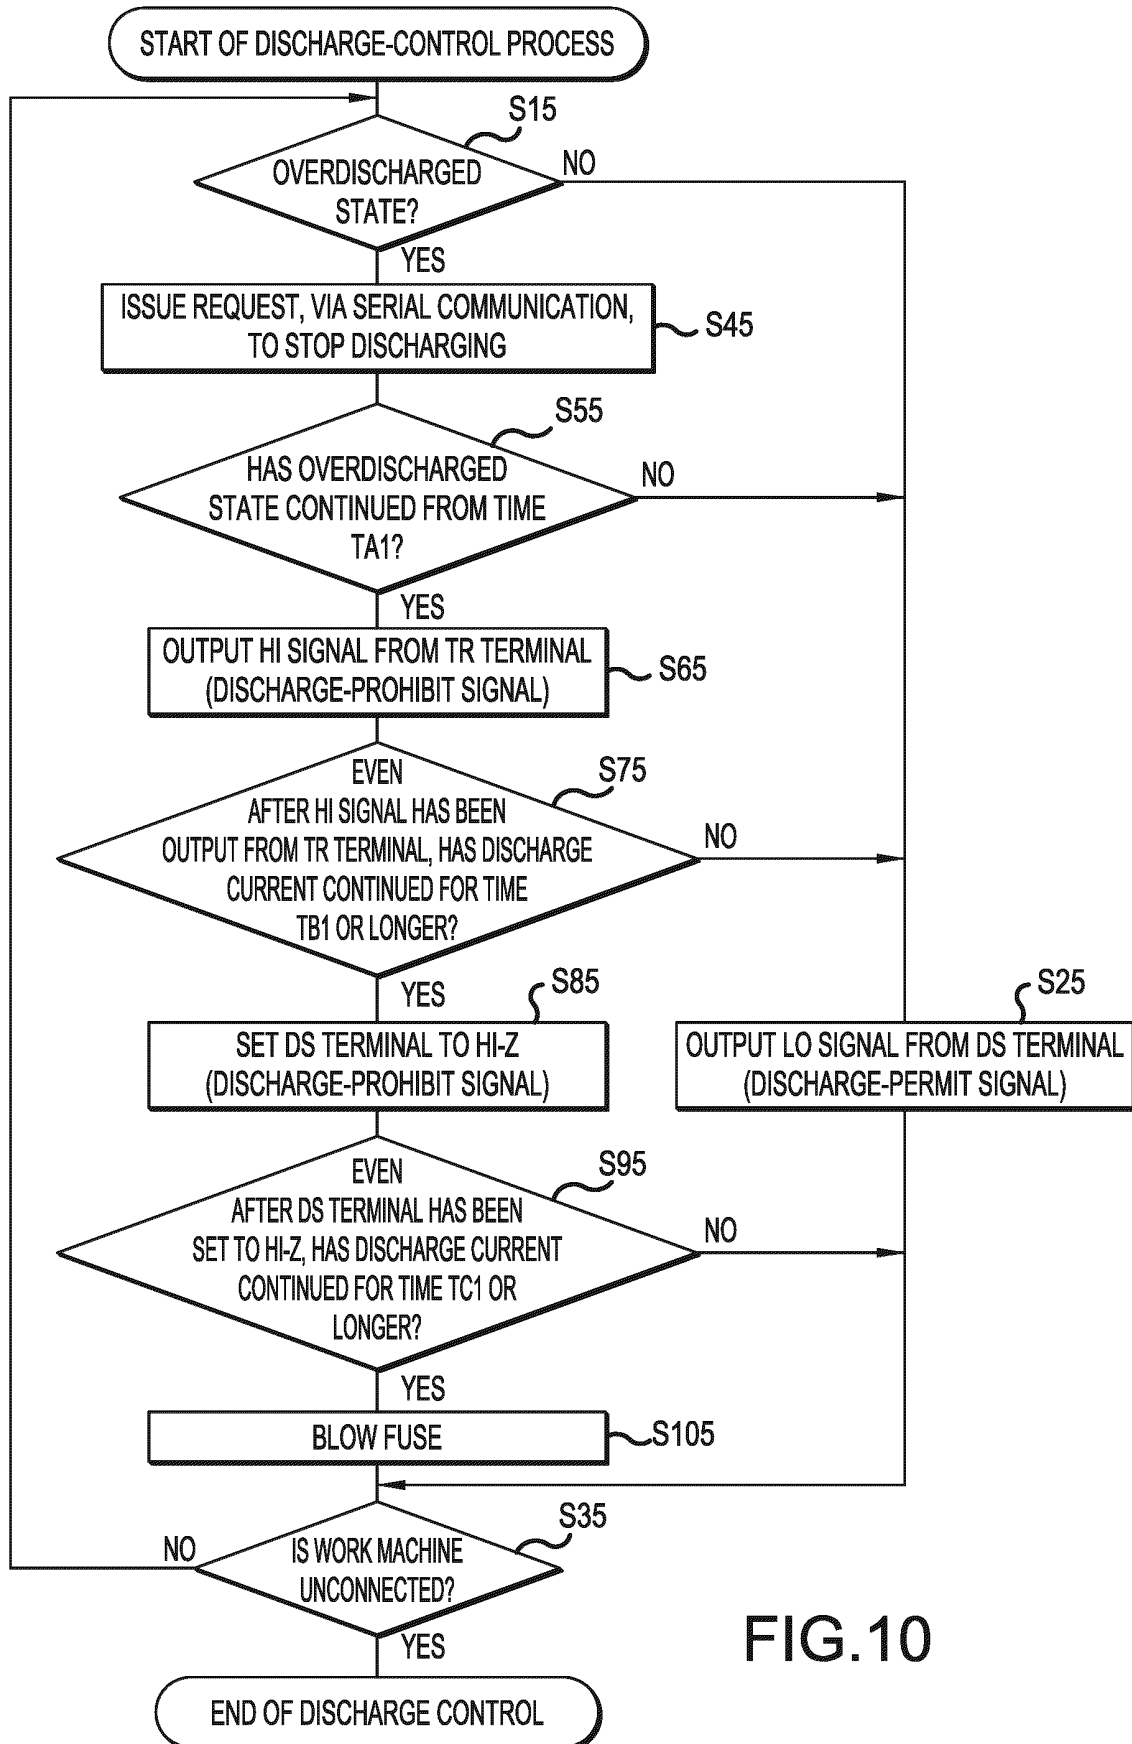 START OF DISCHARGE-CONTROL PROCESS
S15
OVERDISCHARGED
STATE?
NO
YES
ISSUE REQUEST, VIA SERIAL COMMUNICATION,
TO STOP DISCHARGING
S45
S55
HAS OVERDISCHARGED
STATE CONTINUED FROM TIME
TA1?
NO
YES
OUTPUT HI SIGNAL FROM TR TERMINAL
(DISCHARGE-PROHIBIT SIGNAL)
S65
S75
EVEN
AFTER HI SIGNAL HAS BEEN
OUTPUT FROM TR TERMINAL, HAS DISCHARGE
CURRENT CONTINUED FOR TIME
TB1 OR LONGER?
NO
YES
S85
SET DS TERMINAL TO HI-Z
(DISCHARGE-PROHIBIT SIGNAL)
S25
OUTPUT LO SIGNAL FROM DS TERMINAL
(DISCHARGE-PERMIT SIGNAL)
S95
EVEN
AFTER DS TERMINAL HAS BEEN
SET TO HI-Z, HAS DISCHARGE CURRENT
CONTINUED FOR TIME TC1 OR
LONGER?
NO
YES
BLOW FUSE
S105
S35
IS WORK MACHINE
UNCONNECTED?
NO
YES
END OF DISCHARGE CONTROL
FIG.10